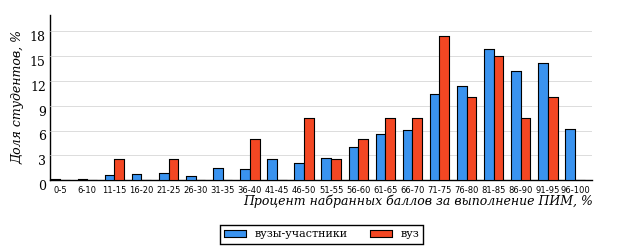 Доля студентов, %
18
15
12
9
6
3
0
0-5 6-10 11-15 16-20 21-25 26-30 31-35 36-40 41-45 46-50 51-55 56-60 61-65 66-70 71-75 76-80 81-85 86-90 91-95 96-100
Процент набранных баллов за выполнение ПИМ, %
вузы-участники вуз